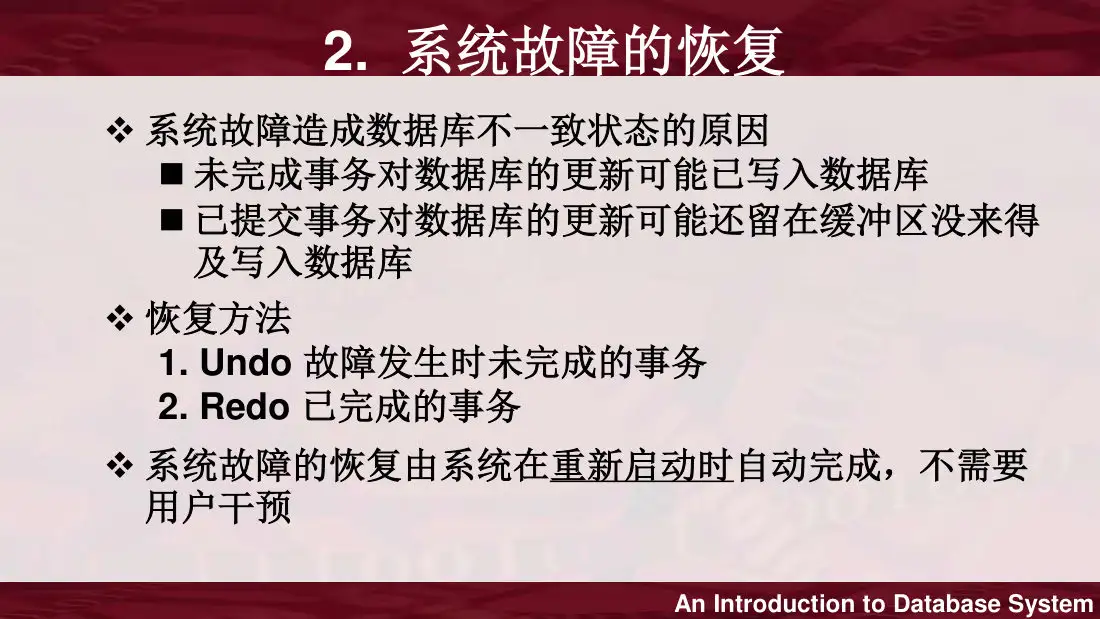 2. 系统故障的恢复
❖ 系统故障造成数据库不一致状态的原因
■ 未完成事务对数据库的更新可能已写入数据库
■ 已提交事务对数据库的更新可能还留在缓冲区没来得
及写入数据库
❖ 恢复方法
1. Undo 故障发生时未完成的事务
2. Redo 已完成的事务
❖ 系统故障的恢复由系统在重新启动时自动完成，不需要
用户干预
An Introduction to Database System